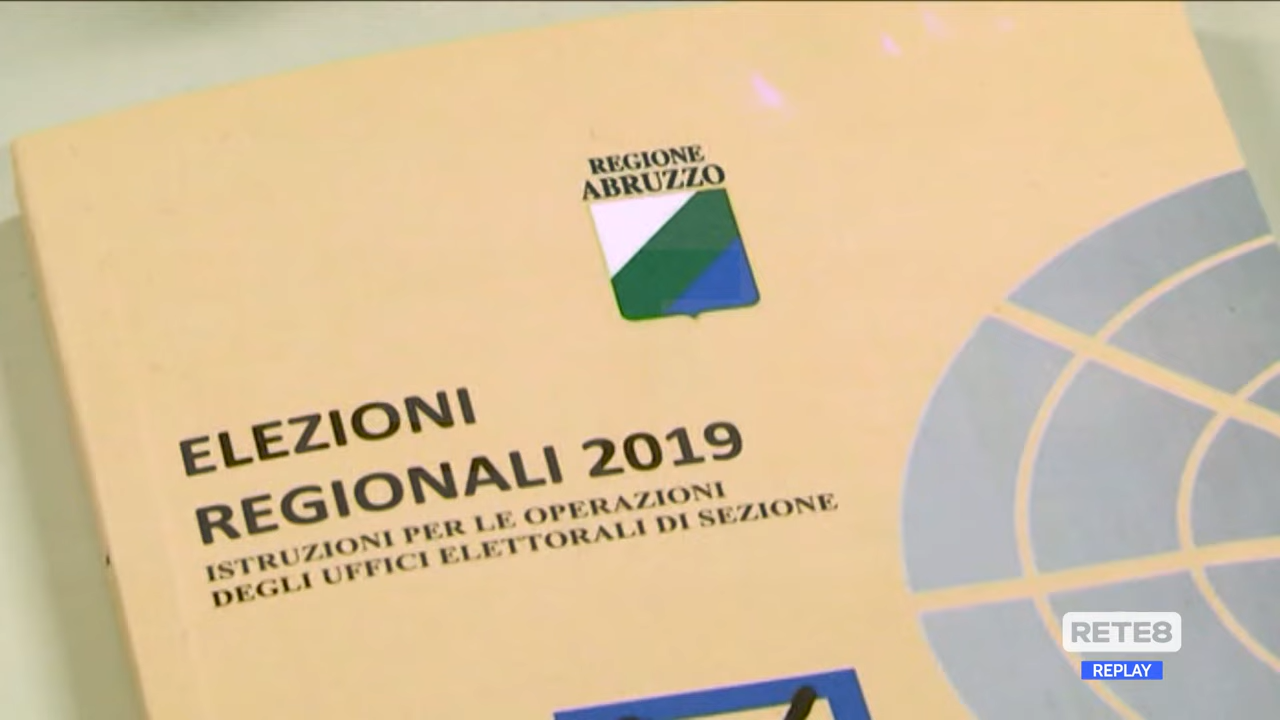 REGIONE
ABRUZZO
ELEZIONI
REGIONALI 2019
ISTRUZIONI PER LE OPERAZIONI
DEGLI UFFICI ELETTORALI DI SEZIONE
RETE8
REPLAY